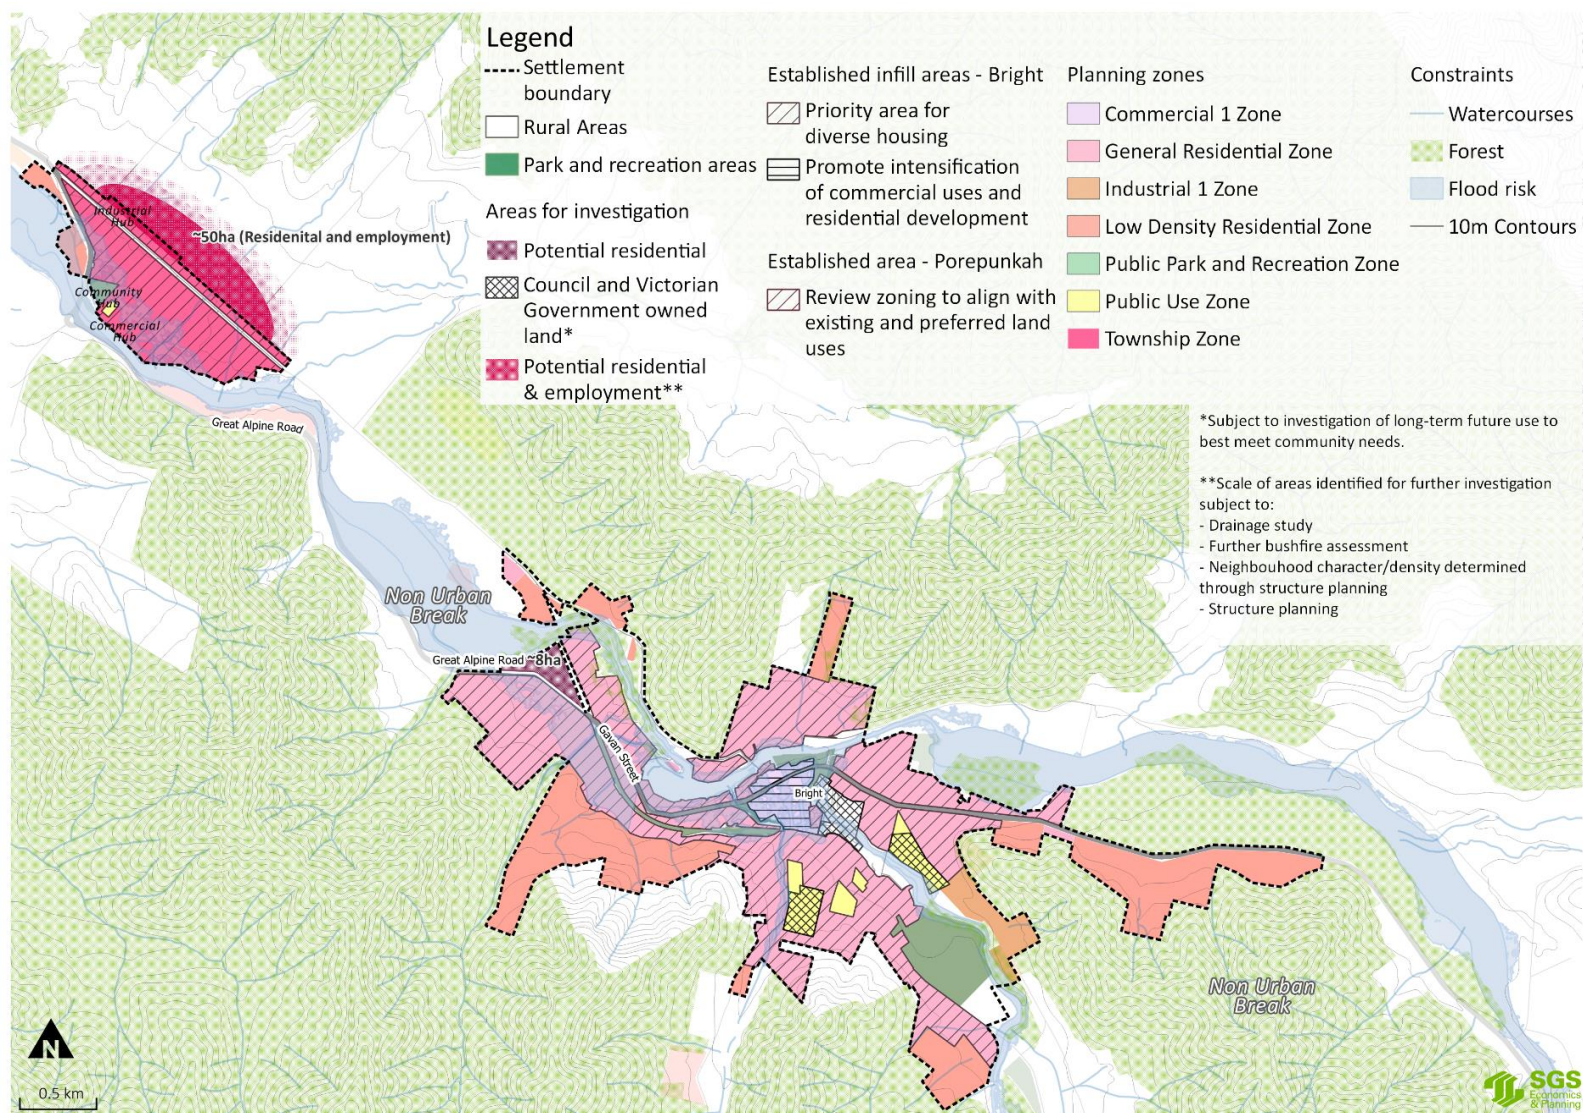 Legend
Settlement
boundary
Rural Areas
Park and recreation areas
Areas for investigation
Potential residential
Council and Victorian
Government owned
land*
Potential residential
& employment**
Established infill areas - Bright
Priority area for
diverse housing
Promote intensification
of commercial uses and
residential development
Established area - Porepunkah
Review zoning to align with
existing and preferred land
uses
Planning zones
Commercial 1 Zone
General Residential Zone
Industrial 1 Zone
Low Density Residential Zone
Public Park and Recreation Zone
Public Use Zone
Township Zone
Constraints
Watercourses
Forest
Flood risk
10m Contours
*Subject to investigation of long-term future use to
best meet community needs.
**Scale of areas identified for further investigation
subject to:
- Drainage study
- Further bushfire assessment
- Neighbouhood character/density determined
through structure planning
- Structure planning
Industrial
Hub
~50ha (Residenital and employment)
Community
Hub
Commercial
Hub
Great Alpine Road
Non Urban
Break
Great Alpine Road
~8ha
Gavan Street
Bright
Non Urban
Break
N
0.5 km
SGS
Economics
& Planning